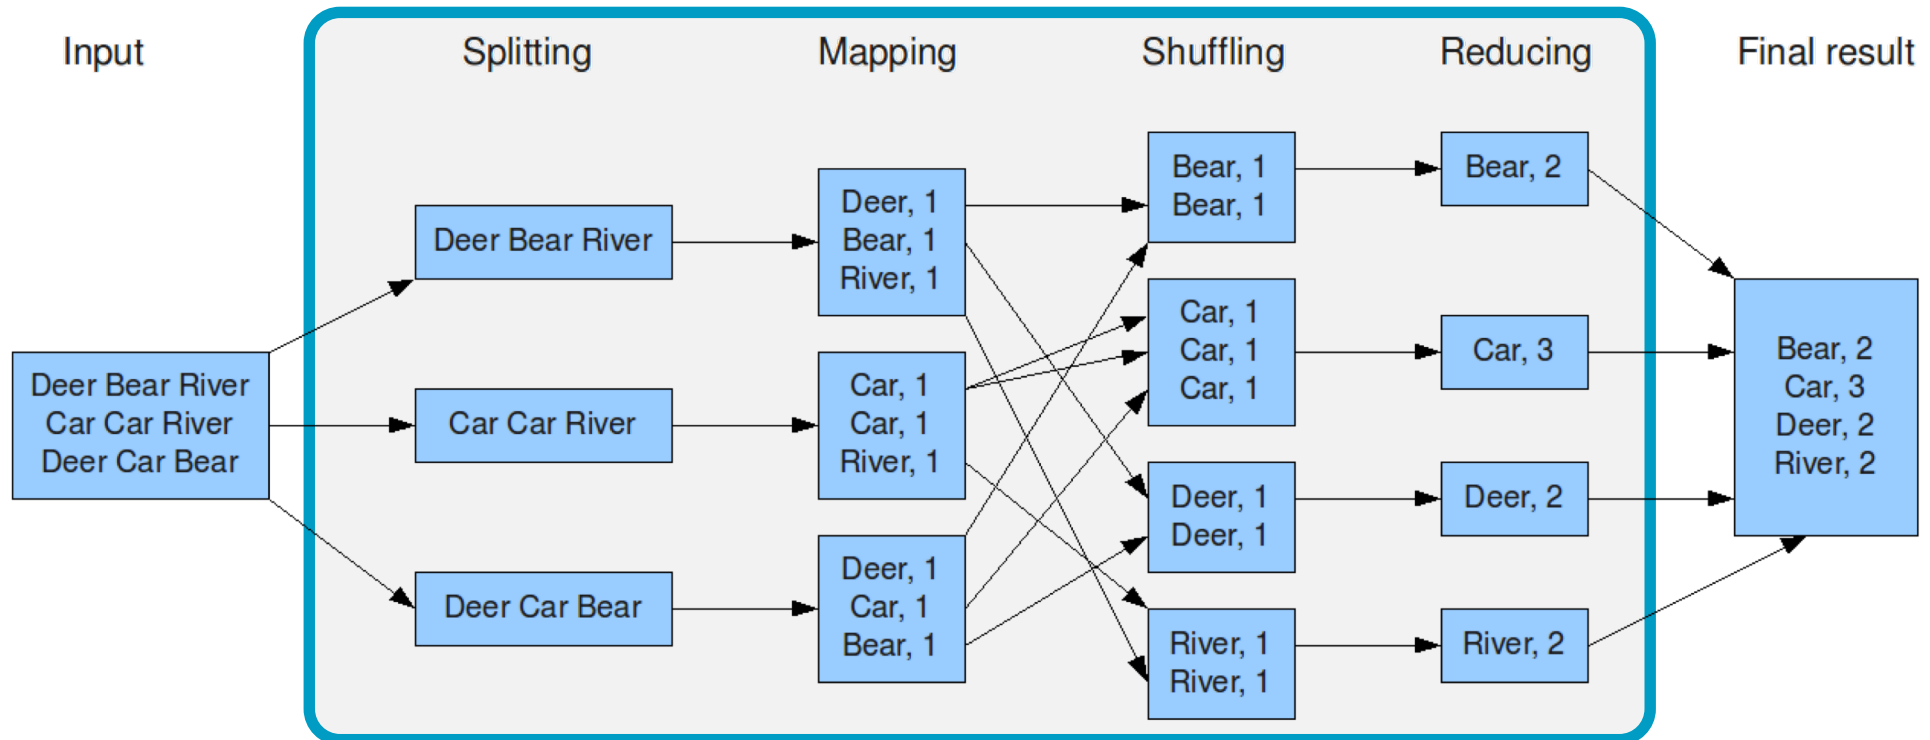 Input
Splitting
Mapping
Shuffling
Reducing
Final result
Deer Bear River
Car Car River
Deer Car Bear
Deer Bear River
Car Car River
Deer Car Bear
Deer, 1
Bear, 1
River, 1
Car, 1
Car, 1
River, 1
Deer, 1
Car, 1
Bear, 1
Bear, 1
Bear, 1
Car, 1
Car, 1
Car, 1
Deer, 1
Deer, 1
River, 1
River, 1
Bear, 2
Car, 3
Deer, 2
River, 2
Bear, 2
Car, 3
Deer, 2
River, 2